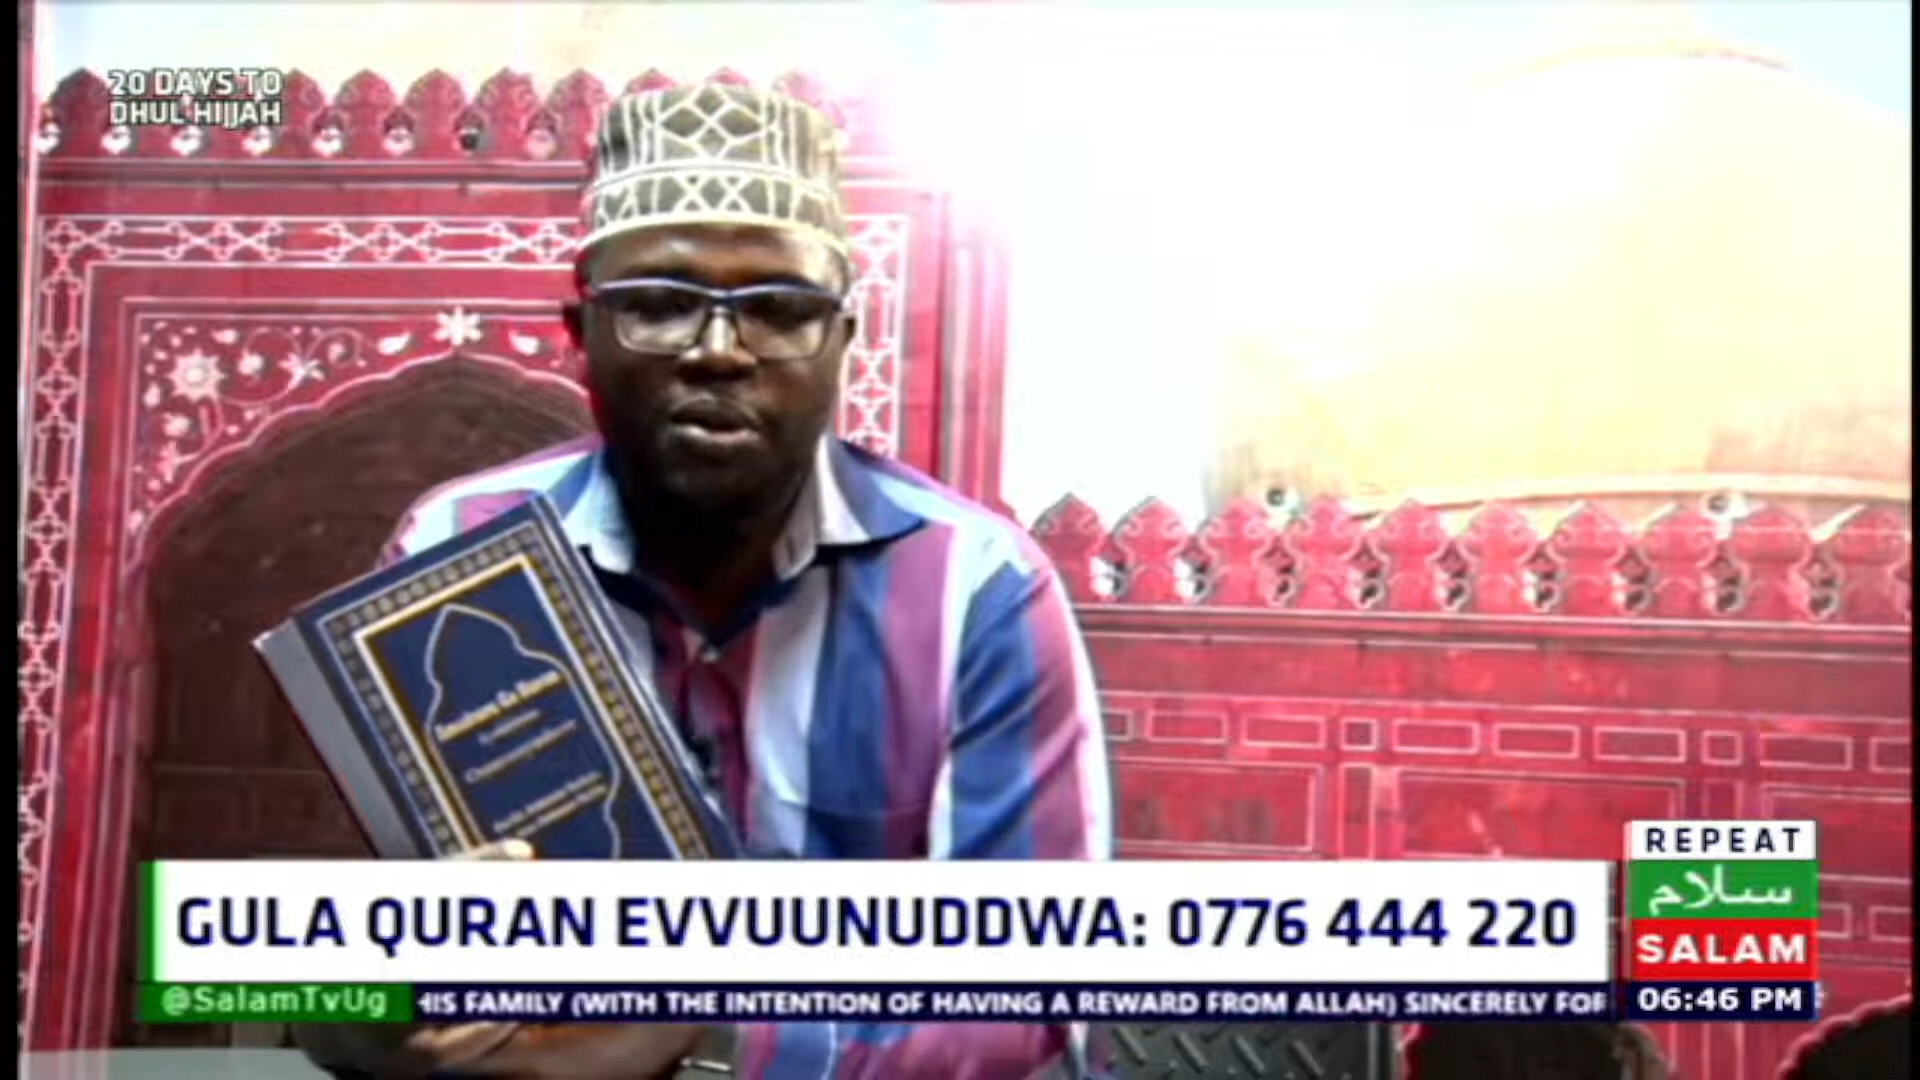 20 DAYS TO
DHUL HIJJAH
REPEAT
سلام
SALAM
GULA QURAN EVVUUNUDDWA: 0776 444 220
@SalamTvUg
HIS FAMILY (WITH THE INTENTION OF HAVING A REWARD FROM ALLAH) SINCERELY FOR
06:46 PM